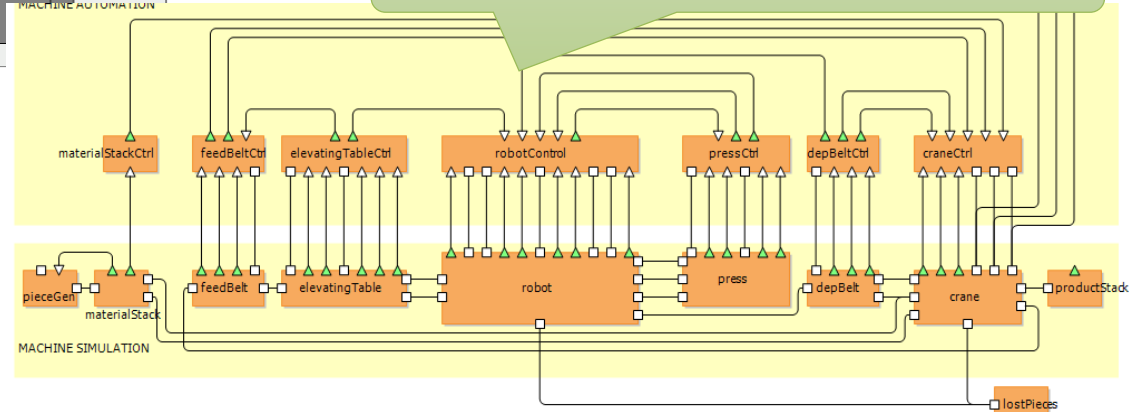 MACHINE AUTOMATION
materialStackCtrl
feedBeltCtrl
elevatingTableCtrl
robotControl
pressCtrl
depBeltCtrl
craneCtrl
pieceGen
materialStack
feedBelt
elevatingTable
robot
press
depBelt
crane
productStack
MACHINE SIMULATION
lostPieces